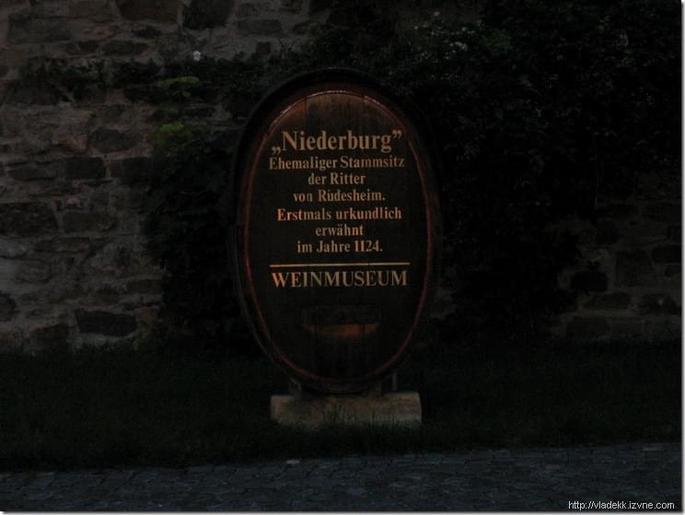 „Niederburg”
Ehemaliger Stammsitz
der Ritter
von Rüdesheim.
Erstmals urkundlich
erwähnt
im Jahre 1124.
WEINMUSEUM
http://vladekk.izvne.com